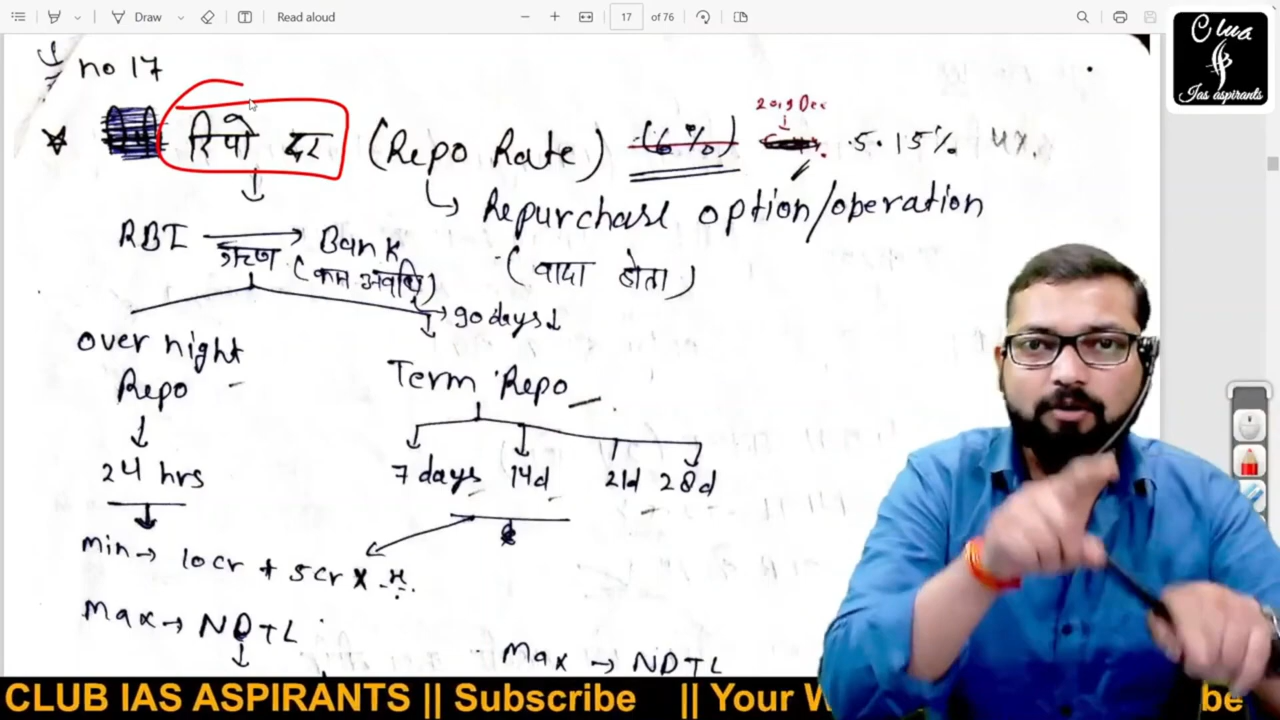 Draw
Read aloud
17 of 76
Club
Ias aspirants
no 17
रिपो दर (Repo Rate) (6%) 5.15% 4%.
2019 Dec
Repurchase option/operation
RBI Bank
ऋण (कम अवधि) (वादा होता)
90 days↓
over night
Repo
Term Repo
24 hrs
7 days 14d 21d 28d
Min → 10cr + 5cr X
Max → NDTL
Max → NDTL
CLUB IAS ASPIRANTS || Subscribe || Your W be